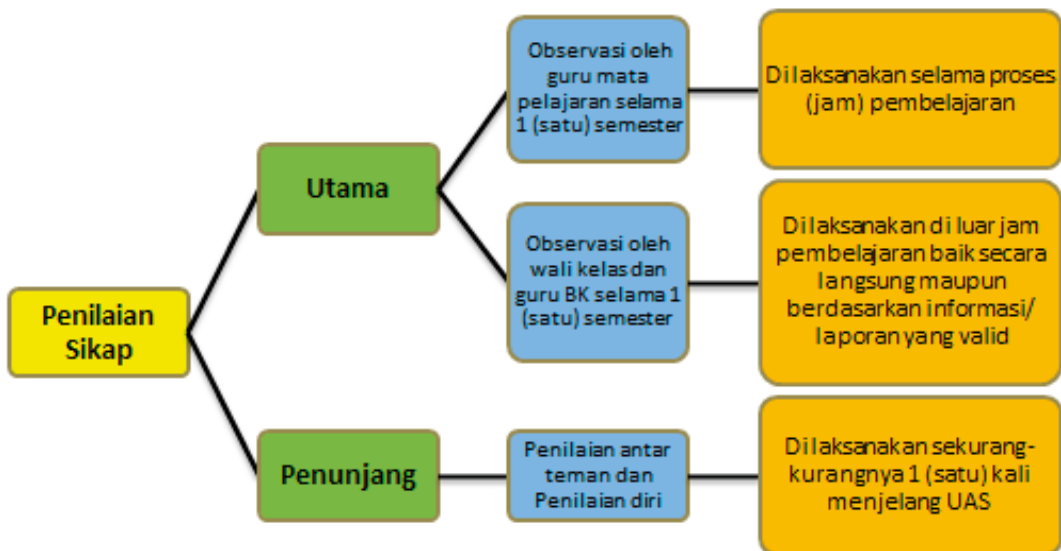 Penilaian
Sikap
Utama
Observasi oleh
guru mata
pelajaran selama
1 (satu) semester
Dilaksanakan selama proses
(jam) pembelajaran
Observasi oleh
wali kelas dan
guru BK selama 1
(satu) semester
Dilaksanakan di luar jam
pembelajaran baik secara
langsung maupun
berdasarkan informasi/
laporan yang valid
Penunjang
Penilaian antar
teman dan
Penilaian diri
Dilaksanakan sekurang-
kurangnya 1 (satu) kali
menjelang UAS